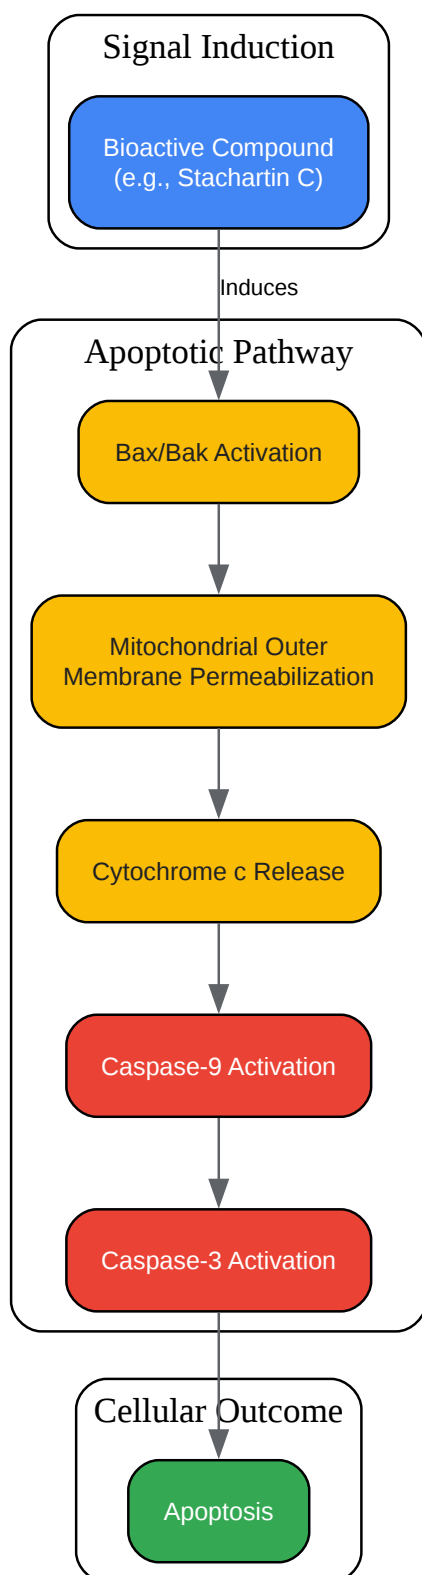 Signal Induction
Bioactive Compound
(e.g., Stachartin C)
Induces
Apoptotic Pathway
Bax/Bak Activation
Mitochondrial Outer
Membrane Permeabilization
Cytochrome c Release
Caspase-9 Activation
Caspase-3 Activation
Cellular Outcome
Apoptosis